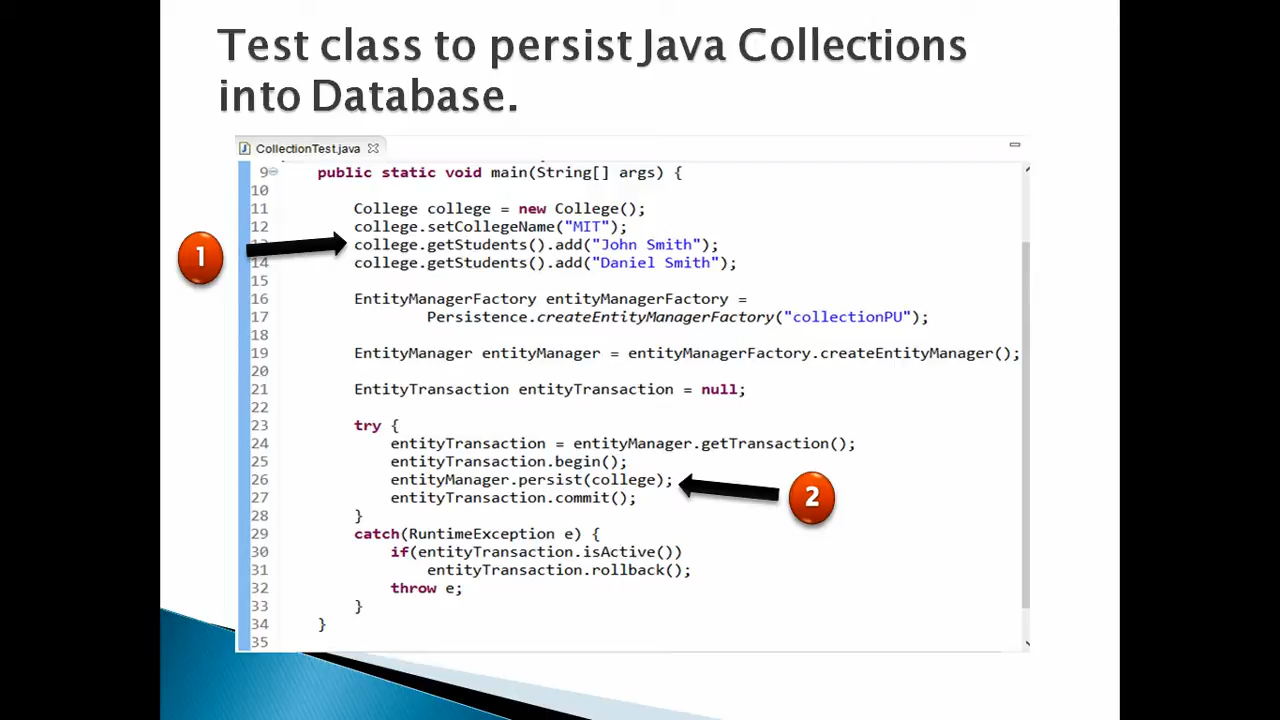 Test class to persist Java Collections
into Database.
CollectionTest.java
9 public static void main(String[] args) {
10
11 College college = new College();
12 college.setCollegeName("MIT");
13 college.getStudents().add("John Smith");
14 college.getStudents().add("Daniel Smith");
15
16 EntityManagerFactory entityManagerFactory =
17 Persistence.createEntityManagerFactory("collectionPU");
18
19 EntityManager entityManager = entityManagerFactory.createEntityManager();
20
21 EntityTransaction entityTransaction = null;
22
23 try {
24 entityTransaction = entityManager.getTransaction();
25 entityTransaction.begin();
26 entityManager.persist(college);
27 entityTransaction.commit();
28 }
29 catch(RuntimeException e) {
30 if(entityTransaction.isActive())
31 entityTransaction.rollback();
32 throw e;
33 }
34 }
35
1
2